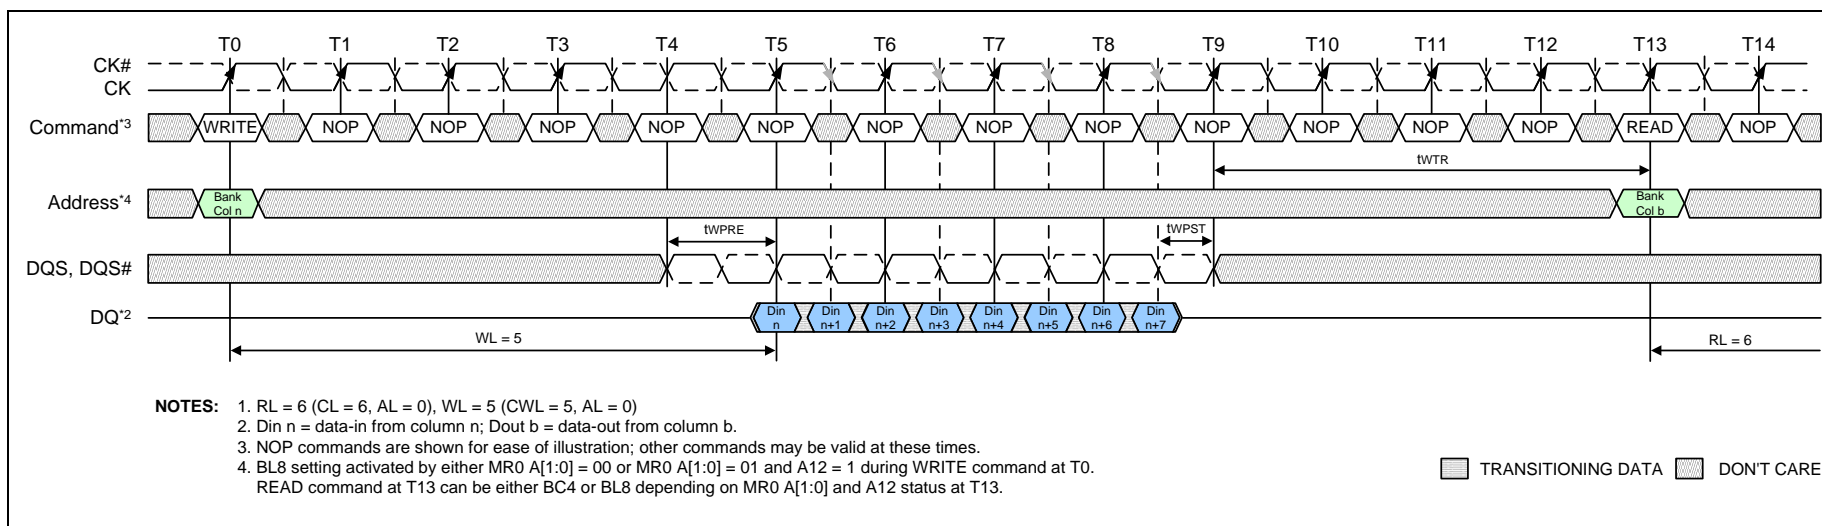 T0 T1 T2 T3 T4 T5 T6 T7 T8 T9 T10 T11 T12 T13 T14
CK#
CK
Command*3 WRITE NOP NOP NOP NOP NOP NOP NOP NOP NOP NOP NOP NOP READ NOP
tWTR
Address*4 Bank Col n Bank Col b
tWPRE tWPST
DQS, DQS#
DQ*2 Din n Din n+1 Din n+2 Din n+3 Din n+4 Din n+5 Din n+6 Din n+7
WL = 5 RL = 6
NOTES: 1. RL = 6 (CL = 6, AL = 0), WL = 5 (CWL = 5, AL = 0)
2. Din n = data-in from column n; Dout b = data-out from column b.
3. NOP commands are shown for ease of illustration; other commands may be valid at these times.
4. BL8 setting activated by either MR0 A[1:0] = 00 or MR0 A[1:0] = 01 and A12 = 1 during WRITE command at T0.
READ command at T13 can be either BC4 or BL8 depending on MR0 A[1:0] and A12 status at T13.
TRANSITIONING DATA DON'T CARE